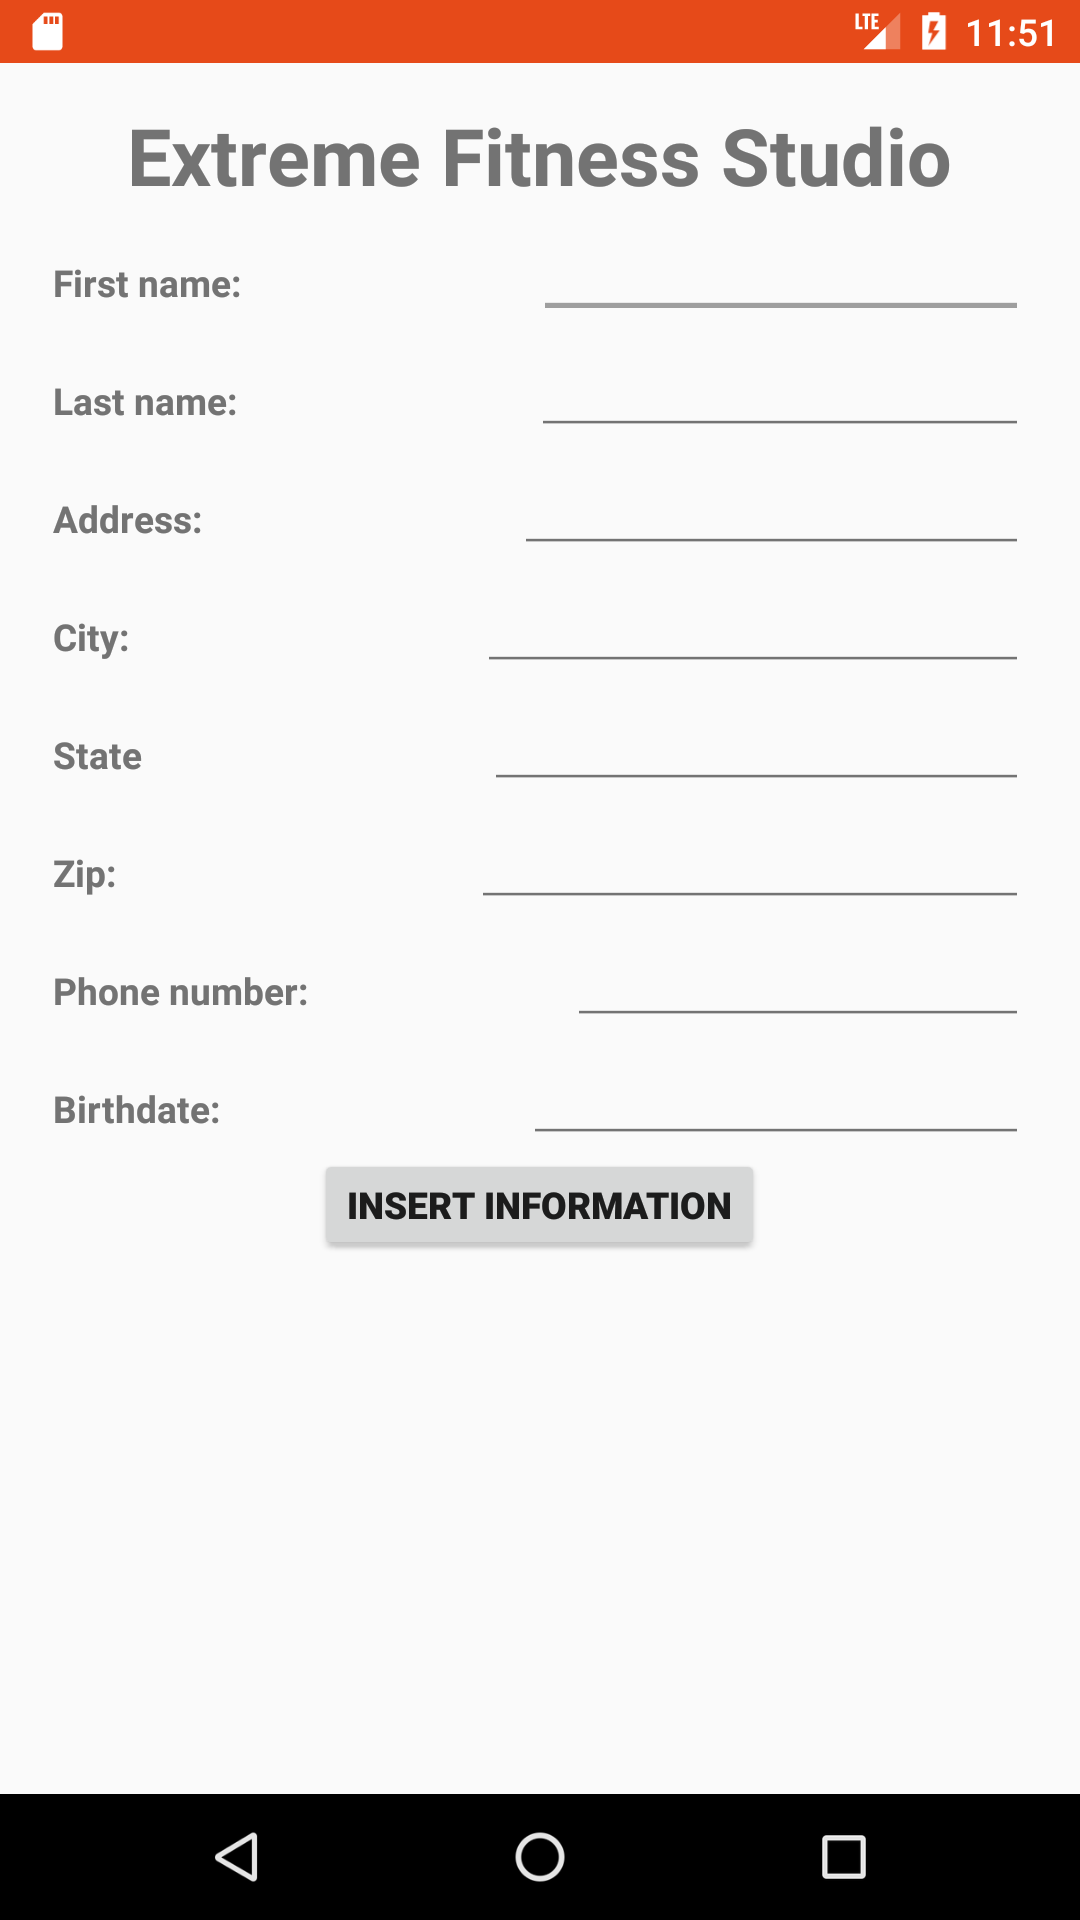 LTE 11:51
Extreme Fitness Studio
First name:
Last name:
Address:
City:
State
Zip:
Phone number:
Birthdate:
INSERT INFORMATION